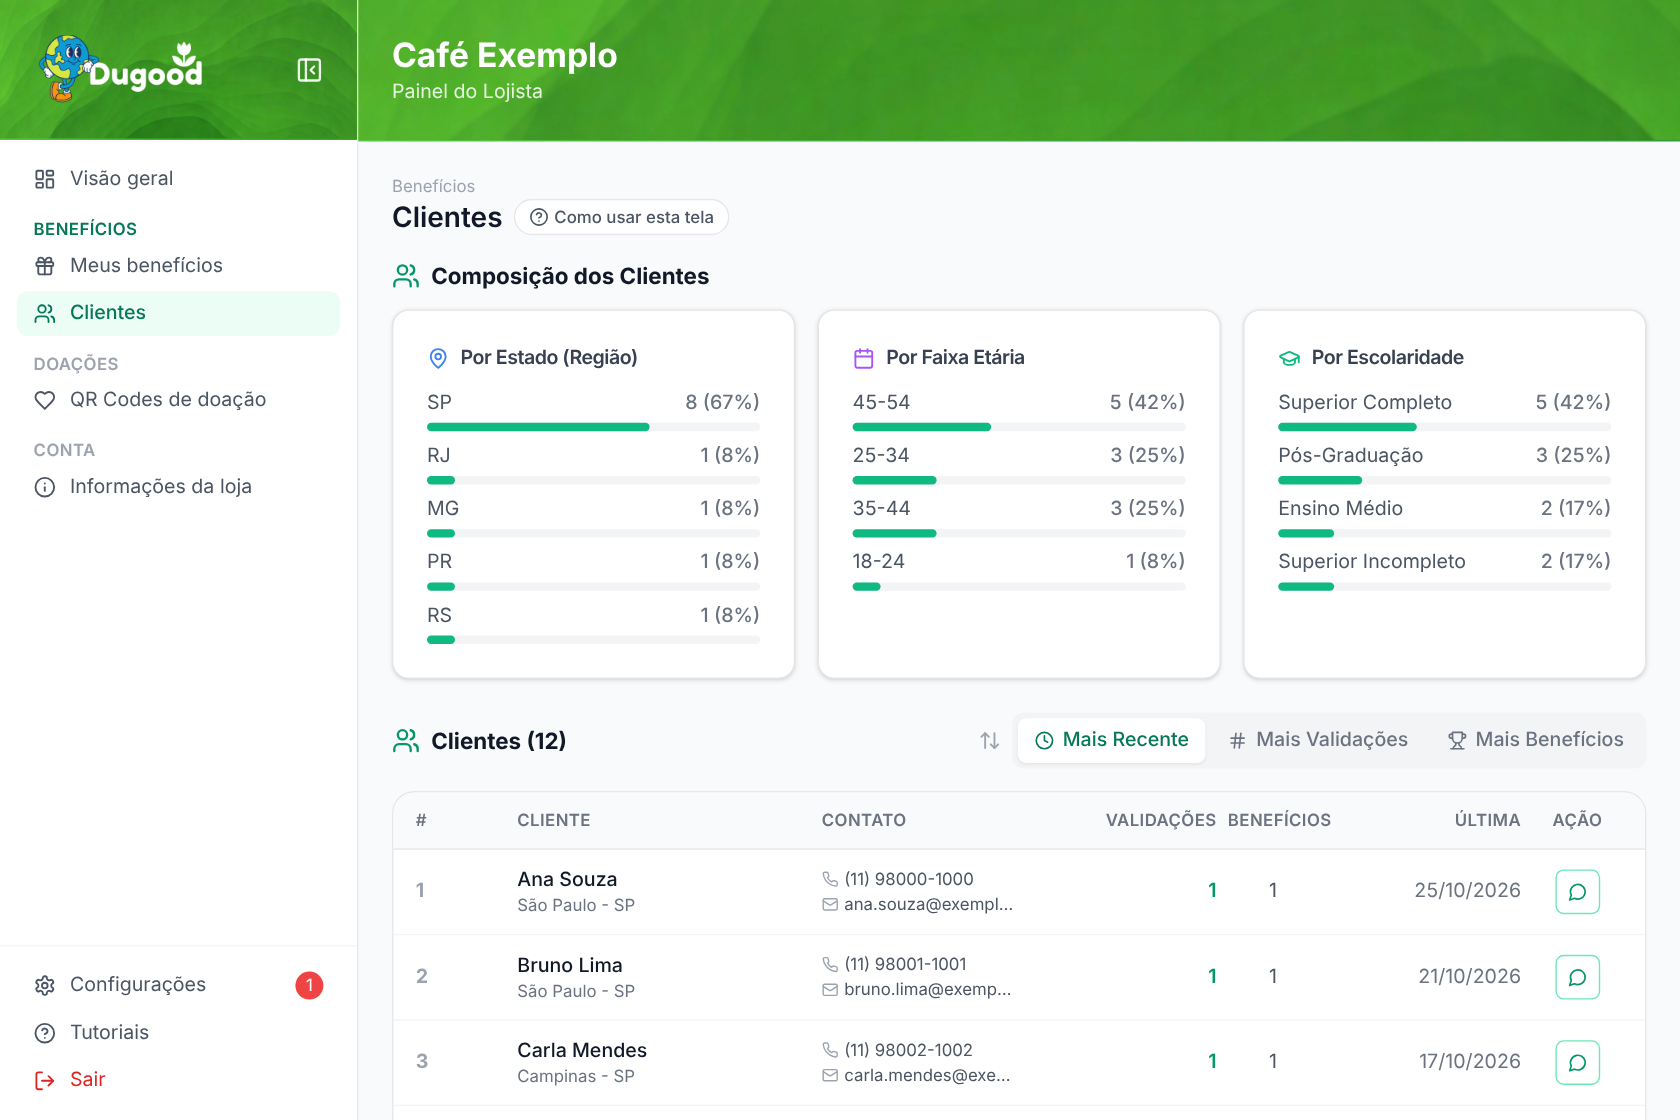 Dugood
Café Exemplo
Painel do Lojista
Visão geral
BENEFÍCIOS
Meus benefícios
Clientes
DOAÇÕES
QR Codes de doação
CONTA
Informações da loja
Configurações 1
Tutoriais
Sair
Benefícios
Clientes
Como usar esta tela
Composição dos Clientes
Por Estado (Região)
SP 8 (67%)
RJ 1 (8%)
MG 1 (8%)
PR 1 (8%)
RS 1 (8%)
Por Faixa Etária
45-54 5 (42%)
25-34 3 (25%)
35-44 3 (25%)
18-24 1 (8%)
Por Escolaridade
Superior Completo 5 (42%)
Pós-Graduação 3 (25%)
Ensino Médio 2 (17%)
Superior Incompleto 2 (17%)
Clientes (12)
Mais Recente # Mais Validações Mais Benefícios
# CLIENTE CONTATO VALIDAÇÕES BENEFÍCIOS ÚLTIMA AÇÃO
1 Ana Souza (11) 98000-1000 1 1 25/10/2026
São Paulo - SP ana.souza@exempl...
2 Bruno Lima (11) 98001-1001 1 1 21/10/2026
São Paulo - SP bruno.lima@exemp...
3 Carla Mendes (11) 98002-1002 1 1 17/10/2026
Campinas - SP carla.mendes@exe...